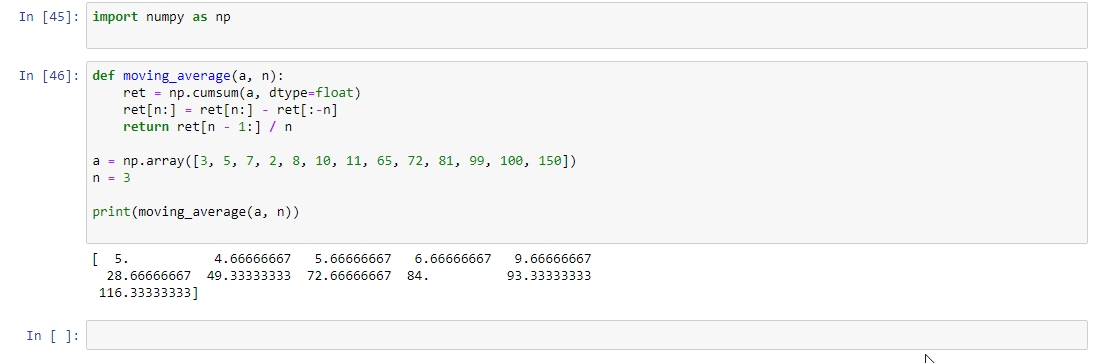 In [45]: import numpy as np
In [46]: def moving_average(a, n):
    ret = np.cumsum(a, dtype=float)
    ret[n:] = ret[n:] - ret[:-n]
    return ret[n - 1:] / n
a = np.array([3, 5, 7, 2, 8, 10, 11, 65, 72, 81, 99, 100, 150])
n = 3
print(moving_average(a, n))
[  5.           4.66666667   5.66666667   6.66666667   9.66666667
  28.66666667  49.33333333  72.66666667  84.          93.33333333
 116.33333333]
In [ ]: